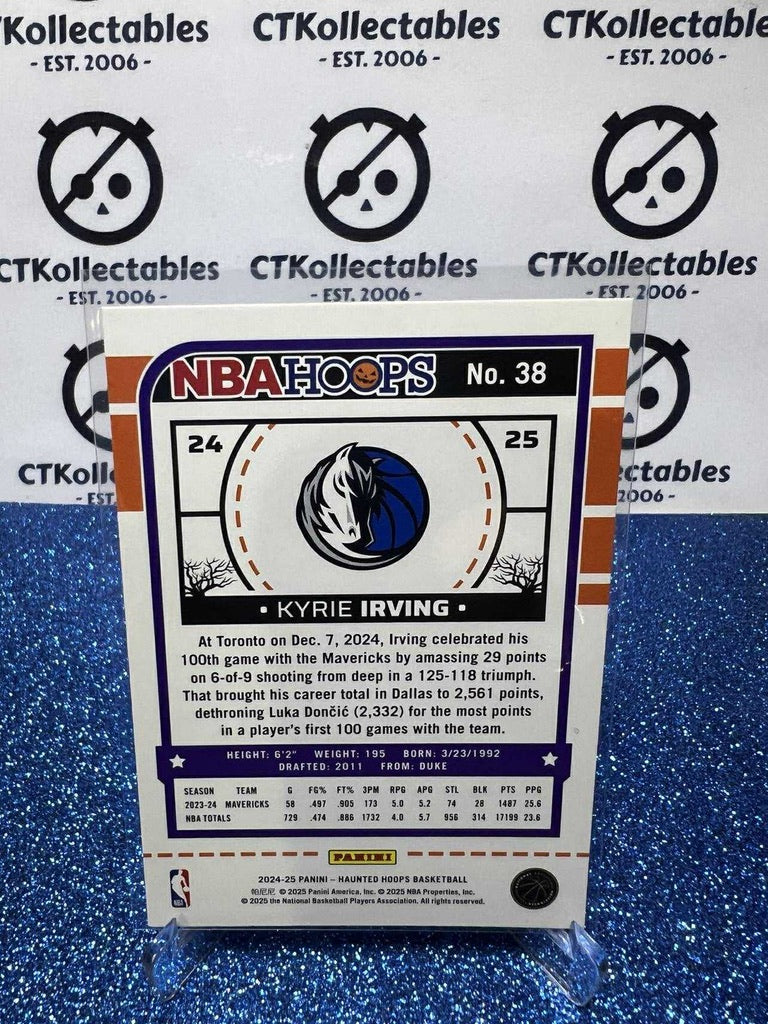 CTKollectables CTKollectables CTKollectables
- EST. 2006 - - EST. 2006 - - EST. 2006 -
CTKollectables CTKollectables CTKollectables
- EST. 2006 - - EST. 2006 - - EST. 2006 -
CTKoll ectables
- EST. 2006 -
NBA HOOPS No. 38
24 25
• KYRIE IRVING •
At Toronto on Dec. 7, 2024, Irving celebrated his
100th game with the Mavericks by amassing 29 points
on 6-of-9 shooting from deep in a 125-118 triumph.
That brought his career total in Dallas to 2,561 points,
dethroning Luka Dončić (2,332) for the most points
in a player's first 100 games with the team.
HEIGHT: 6'2" WEIGHT: 195 BORN: 3/23/1992
DRAFTED: 2011 FROM: DUKE
SEASON TEAM G FG% FT% 3PM RPG APG STL BLK PTS PPG
2023-24 MAVERICKS 58 .497 .905 173 5.0 5.2 74 28 1487 25.6
NBA TOTALS 729 .474 .886 1732 4.0 5.7 956 314 17199 23.6
PANINI
2024-25 PANINI – HAUNTED HOOPS BASKETBALL
帕尼尼 © 2025 Panini America, Inc. © 2025 NBA Properties, Inc.
© 2025 the National Basketball Players Association. All rights reserved.
NBA